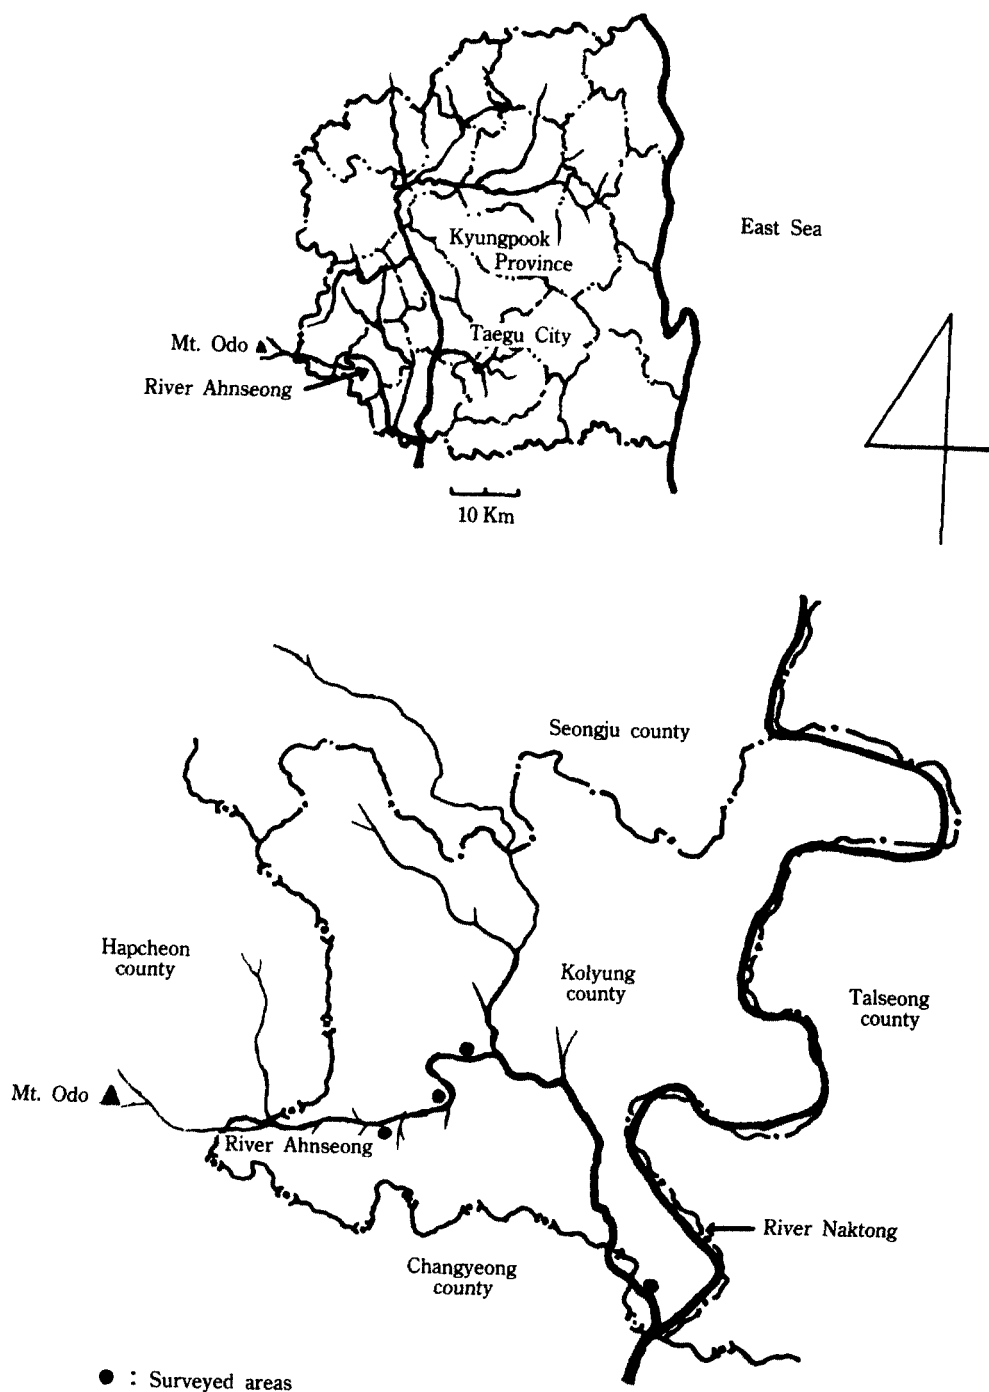 East Sea
Kyungpook
Province
Taegu City
Mt. Odo
River Ahnseong
10 Km
Seongju county
Hapcheon
county
Kolyung
county
Talseong
county
Mt. Odo
River Ahnseong
River Naktong
Changyeong
county
● : Surveyed areas